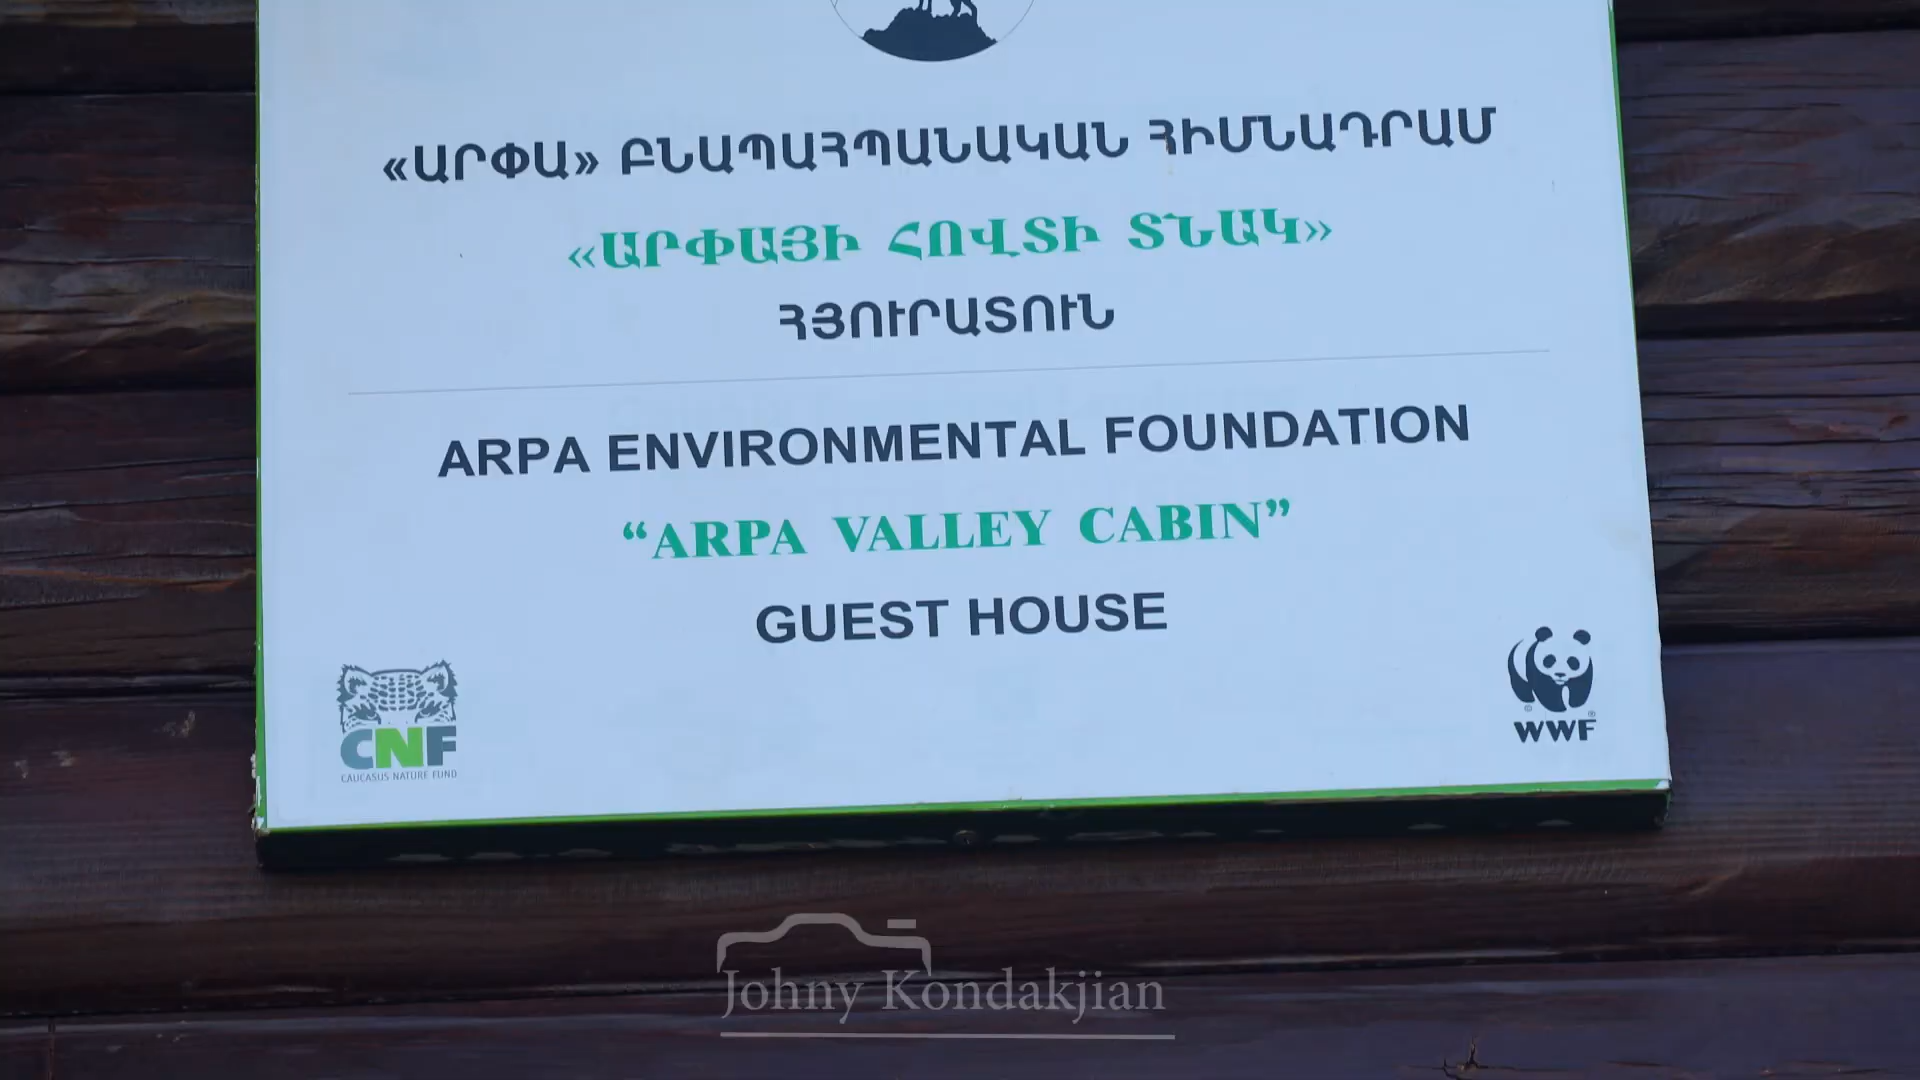 «ԱՐՓԱ» ԲՆԱՊԱՀՊԱՆԱԿԱՆ ՀԻՄՆԱԴՐԱՄ
«ԱՐՓԱՅԻ ՀՈՎՏԻ ՏՆԱԿ»
ՀՅՈՒՐԱՏՈՒՆ
ARPA ENVIRONMENTAL FOUNDATION
“ARPA VALLEY CABIN”
GUEST HOUSE
CNF
CAUCASUS NATURE FUND
WWF
Johny Kondakjian